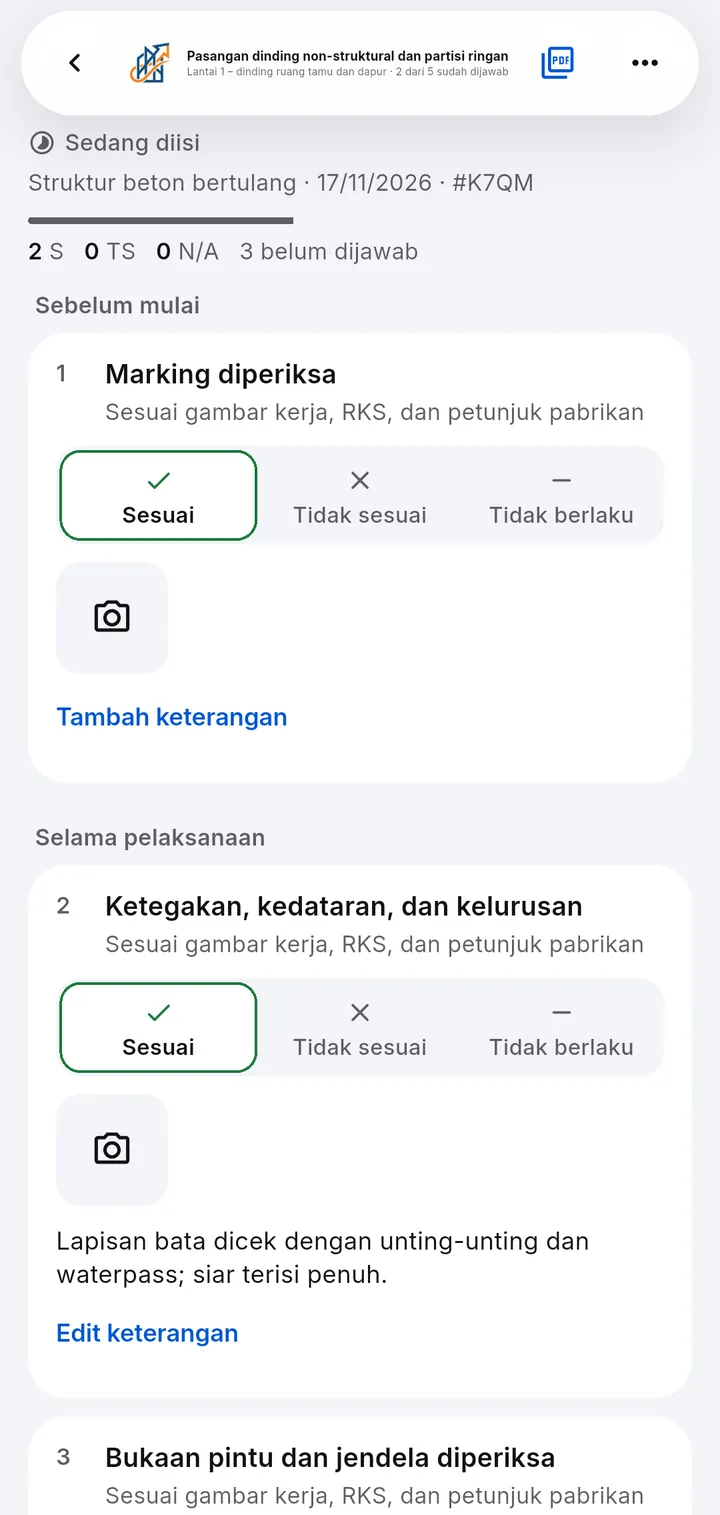 Pasangan dinding non-struktural dan partisi ringan
Lantai 1 – dinding ruang tamu dan dapur · 2 dari 5 sudah dijawab
PDF
Sedang diisi
Struktur beton bertulang · 17/11/2026 · #K7QM
2 S 0 TS 0 N/A 3 belum dijawab
Sebelum mulai
1 Marking diperiksa
Sesuai gambar kerja, RKS, dan petunjuk pabrikan
Sesuai Tidak sesuai Tidak berlaku
Tambah keterangan
Selama pelaksanaan
2 Ketegakan, kedataran, dan kelurusan
Sesuai gambar kerja, RKS, dan petunjuk pabrikan
Sesuai Tidak sesuai Tidak berlaku
Lapisan bata dicek dengan unting-unting dan
waterpass; siar terisi penuh.
Edit keterangan
3 Bukaan pintu dan jendela diperiksa
Sesuai gambar kerja, RKS, dan petunjuk pabrikan